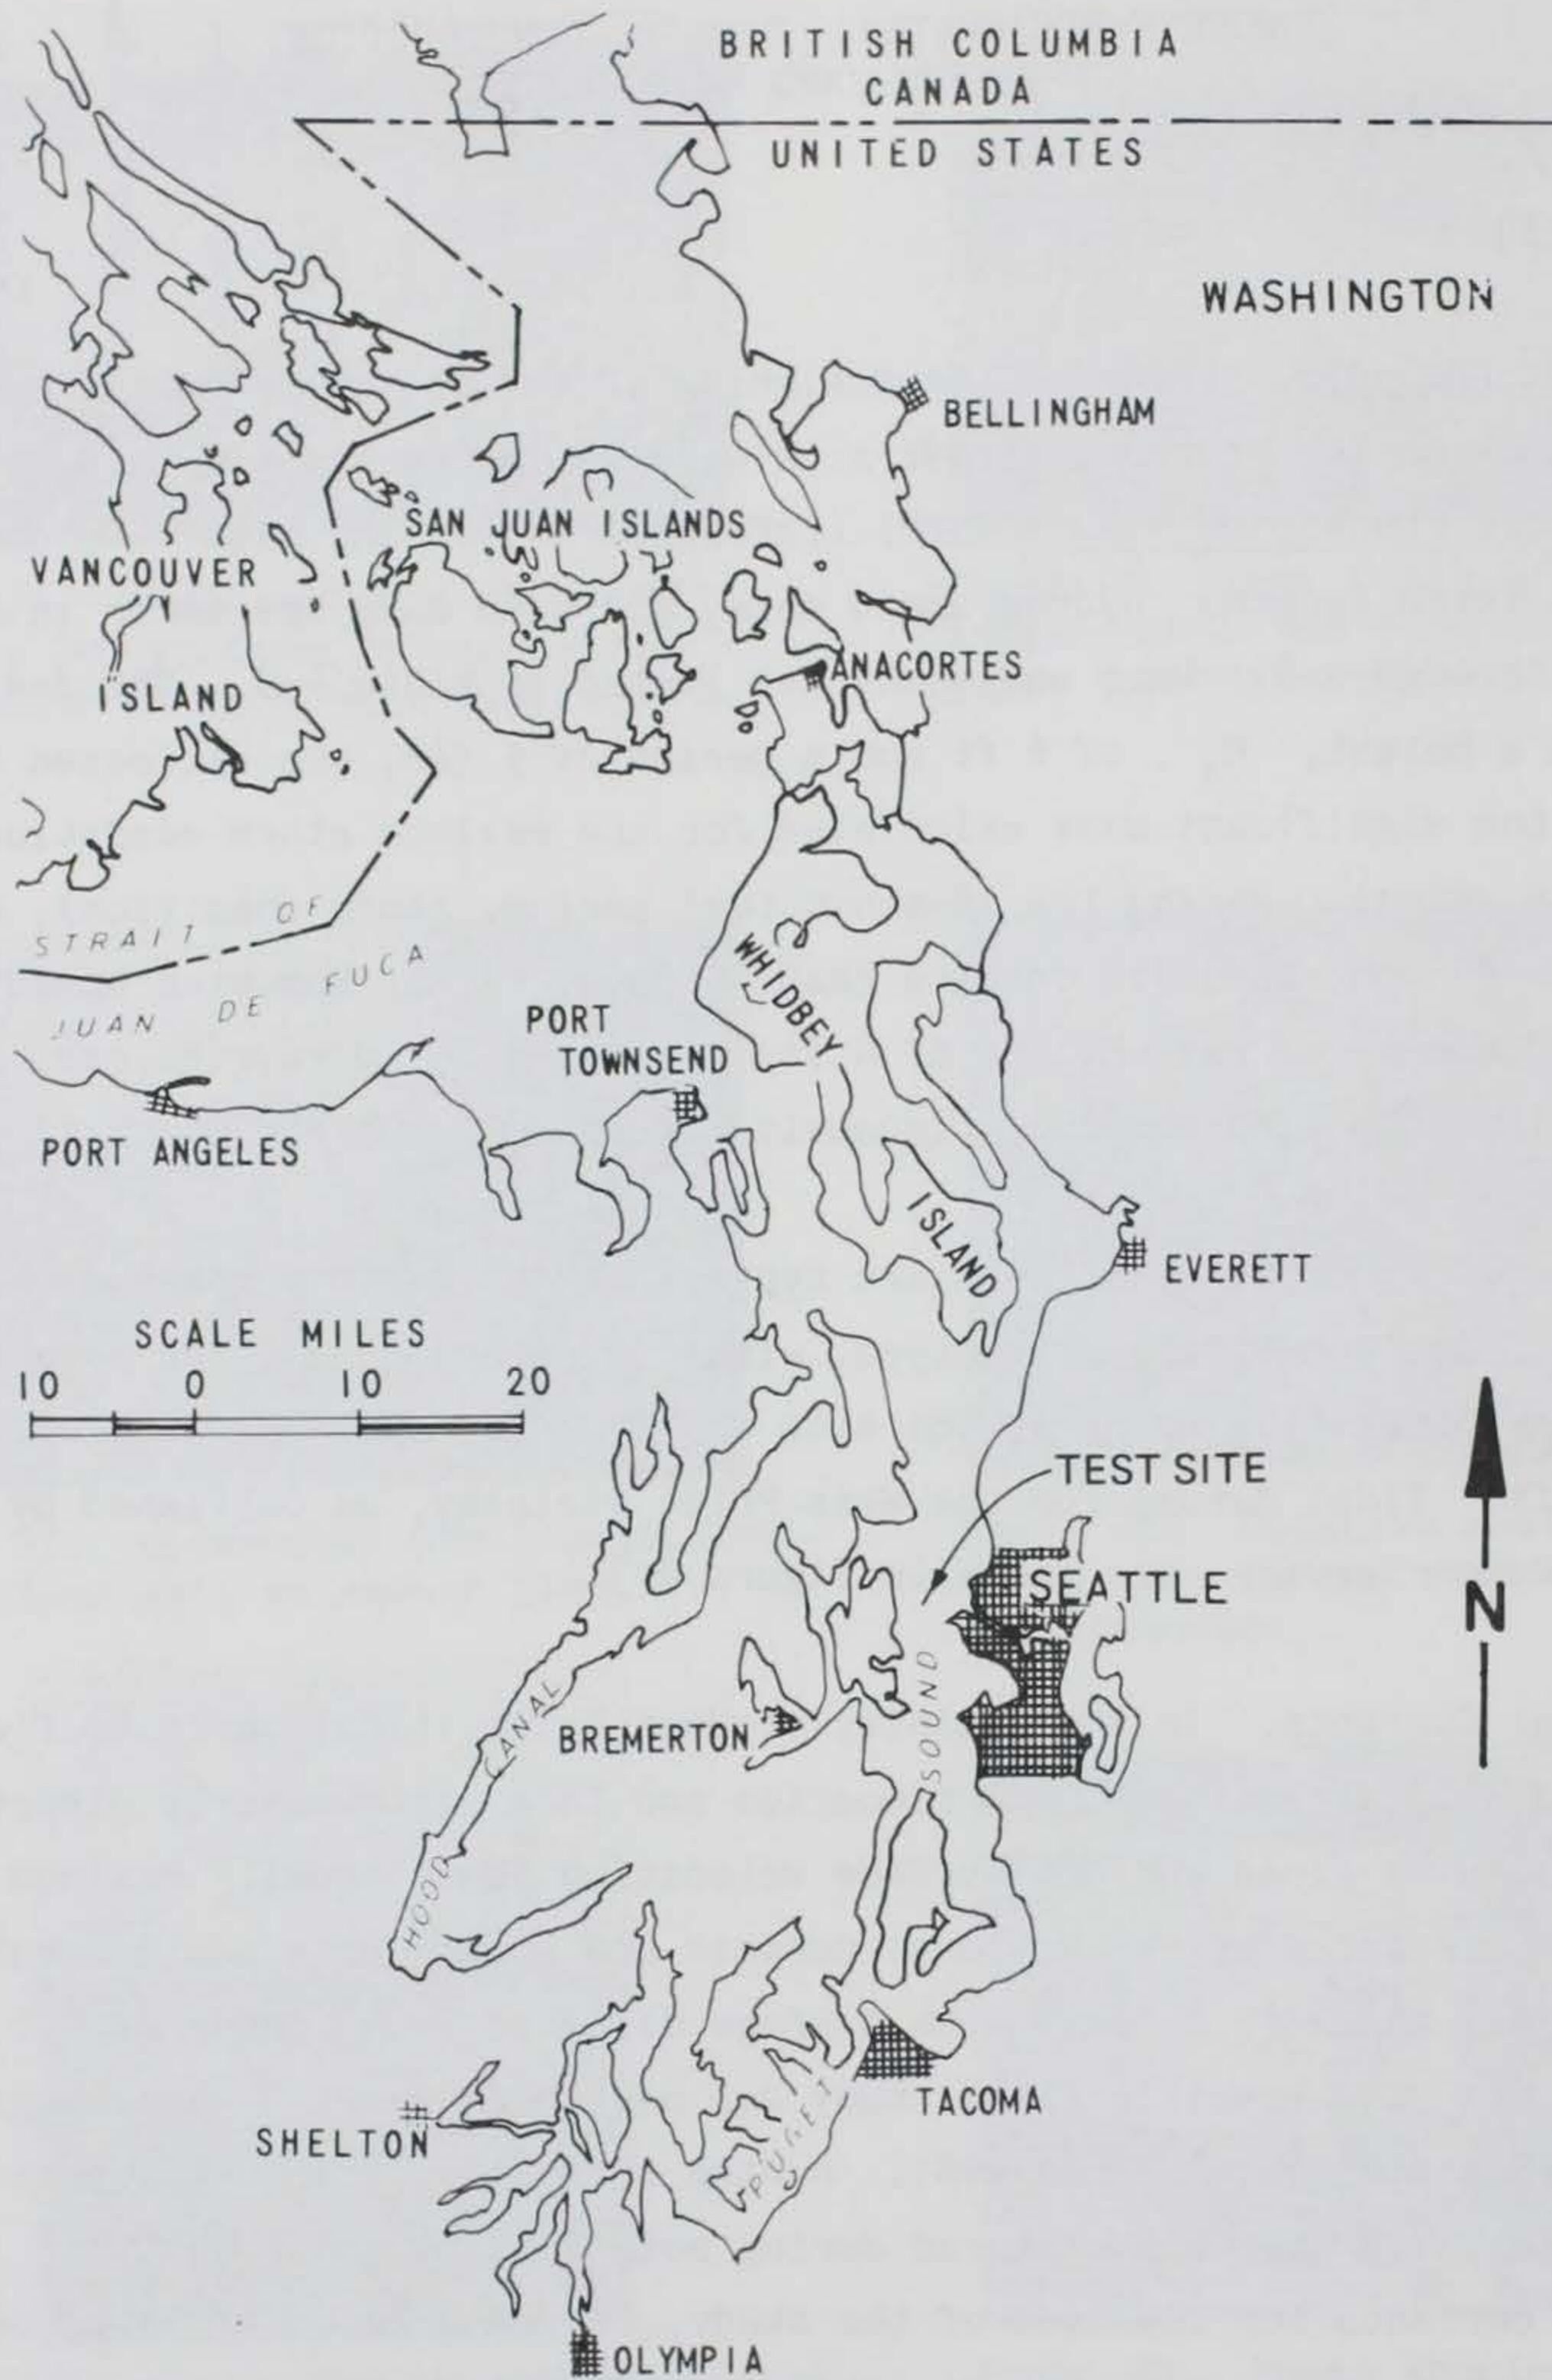 BRITISH COLUMBIA
CANADA
UNITED STATES
WASHINGTON
BELLINGHAM
SAN JUAN ISLANDS
VANCOUVER
ISLAND
ANACORTES
STRAIT OF
JUAN DE FUCA
WHIDBEY
ISLAND
PORT
TOWNSEND
PORT ANGELES
EVERETT
SCALE MILES
10 0 10 20
TEST SITE
SEATTLE
N
SOUND
HOOD CANAL
BREMERTON
TACOMA
PUGET
SHELTON
OLYMPIA